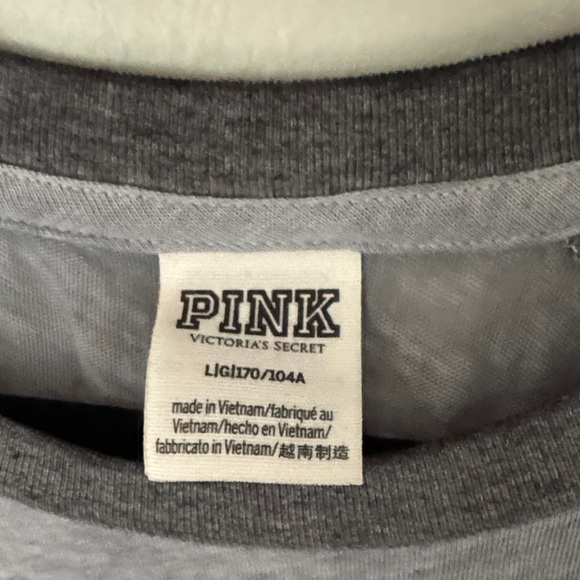 PINK
VICTORIA'S SECRET
L|G|170/104A
made in Vietnam/fabriqué au
Vietnam/hecho en Vietnam/
fabbricato in Vietnam/越南制造